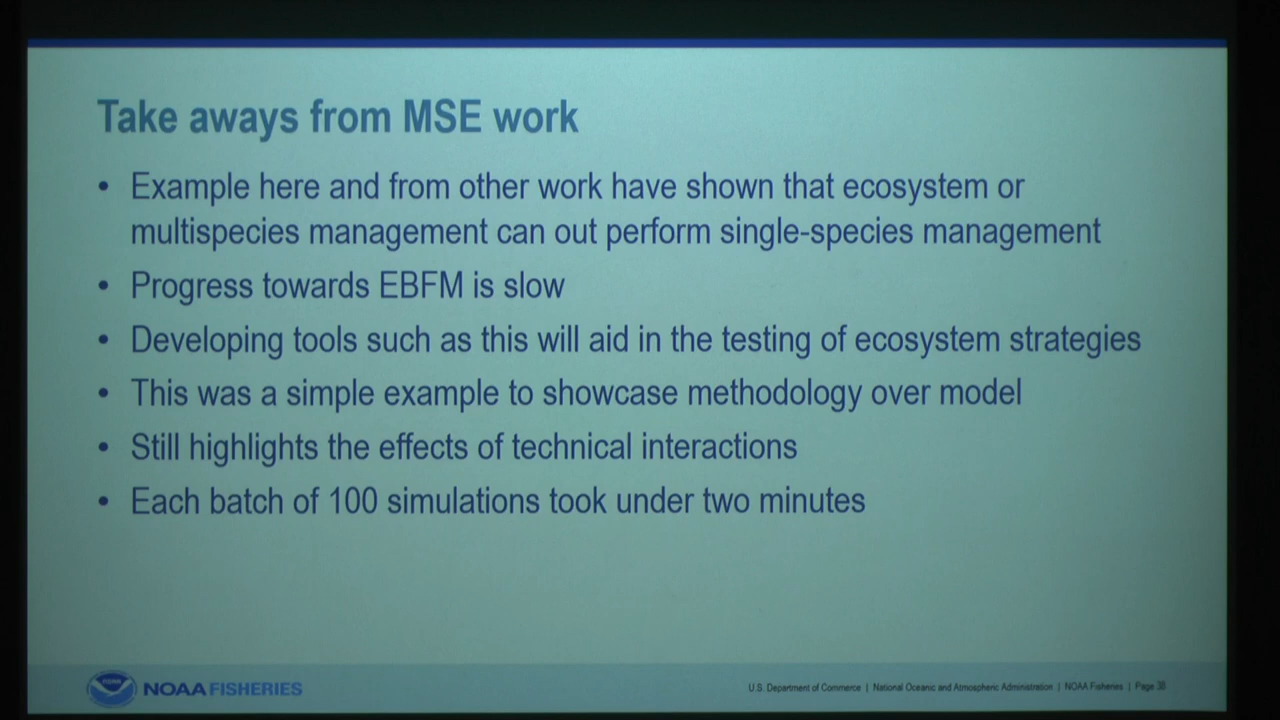 Take aways from MSE work
• Example here and from other work have shown that ecosystem or
multispecies management can out perform single-species management
• Progress towards EBFM is slow
• Developing tools such as this will aid in the testing of ecosystem strategies
• This was a simple example to showcase methodology over model
• Still highlights the effects of technical interactions
• Each batch of 100 simulations took under two minutes
NOAA FISHERIES
U.S. Department of Commerce | National Oceanic and Atmospheric Administration | NOAA Fisheries | Page